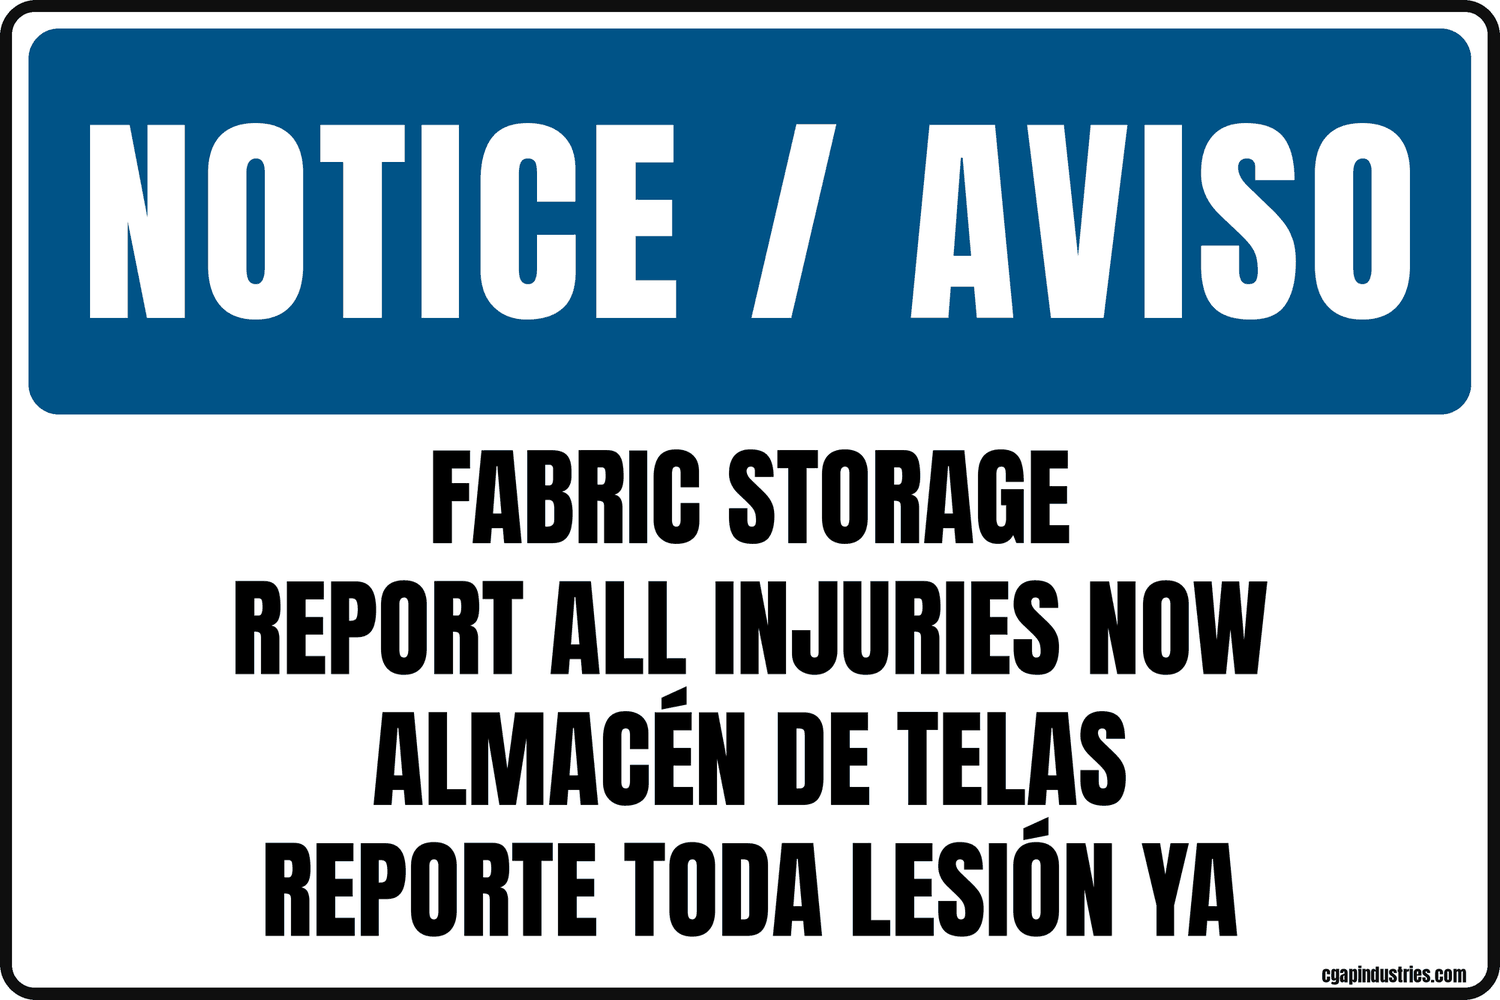 NOTICE / AVISO
FABRIC STORAGE
REPORT ALL INJURIES NOW
ALMACÉN DE TELAS
REPORTE TODA LESIÓN YA
cgapindustries.com